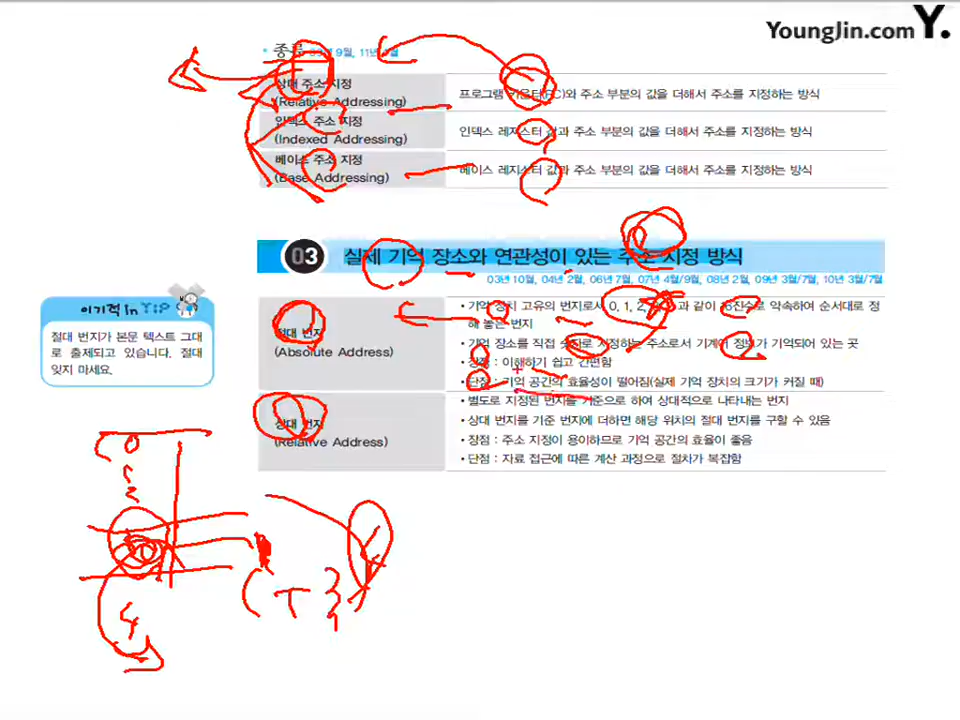 YoungJin.com Y.
* 종류 03년 9월, 11년 4월
상대 주소 지정
(Relative Addressing)
프로그램 카운터(PC)와 주소 부분의 값을 더해서 주소를 지정하는 방식
인덱스 주소 지정
(Indexed Addressing)
인덱스 레지스터 값과 주소 부분의 값을 더해서 주소를 지정하는 방식
베이스 주소 지정
(Base Addressing)
베이스 레지스터 값과 주소 부분의 값을 더해서 주소를 지정하는 방식
03 실제 기억 장소와 연관성이 있는 주소 지정 방식
03년 10월, 04년 2월, 06년 7월, 07년 5월/9월, 08년 2월, 09년 3월/7월, 10년 3월/7월
이기적 in TIP
절대 번지가 본문 텍스트 그대
로 출제되고 있습니다. 절대
잊지 마세요.
절대 번지
(Absolute Address)
• 기억 장치 고유의 번지로서 0, 1, 2, 과 같이 16진수로 약속하여 순서대로 정
해 놓은 번지
• 기억 장소를 직접 숫자로 지정하는 주소로서 기계어 정보가 기억되어 있는 곳
• 장점 : 이해하기 쉽고 간편함
• 단점 : 기억 공간의 효율성이 떨어짐(실제 기억 장치의 크기가 커질 때)
상대 번지
(Relative Address)
• 별도로 지정된 번지를 기준으로 하여 상대적으로 나타내는 번지
• 상대 번지를 기준 번지에 더하면 해당 위치의 절대 번지를 구할 수 있음
• 장점 : 주소 지정이 용이하므로 기억 공간의 효율이 좋음
• 단점 : 자료 접근에 따른 계산 과정으로 절차가 복잡함
0
1
2
4